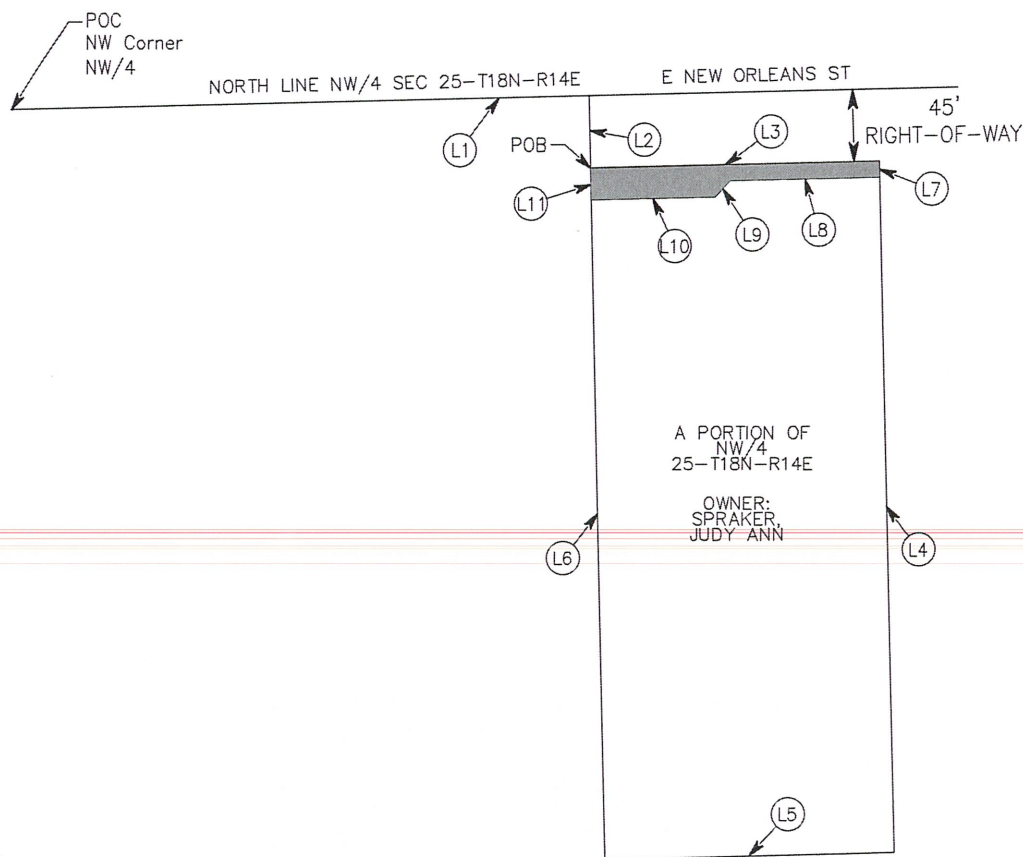 POC
NW Corner
NW/4
NORTH LINE NW/4 SEC 25-T18N-R14E
E NEW ORLEANS ST
45'
RIGHT-OF-WAY
L1
L2
L3
POB
L7
L11
L10
L9
L8
A PORTION OF
NW/4
25-T18N-R14E
OWNER:
SPRAKER,
JUDY ANN
L6
L4
L5